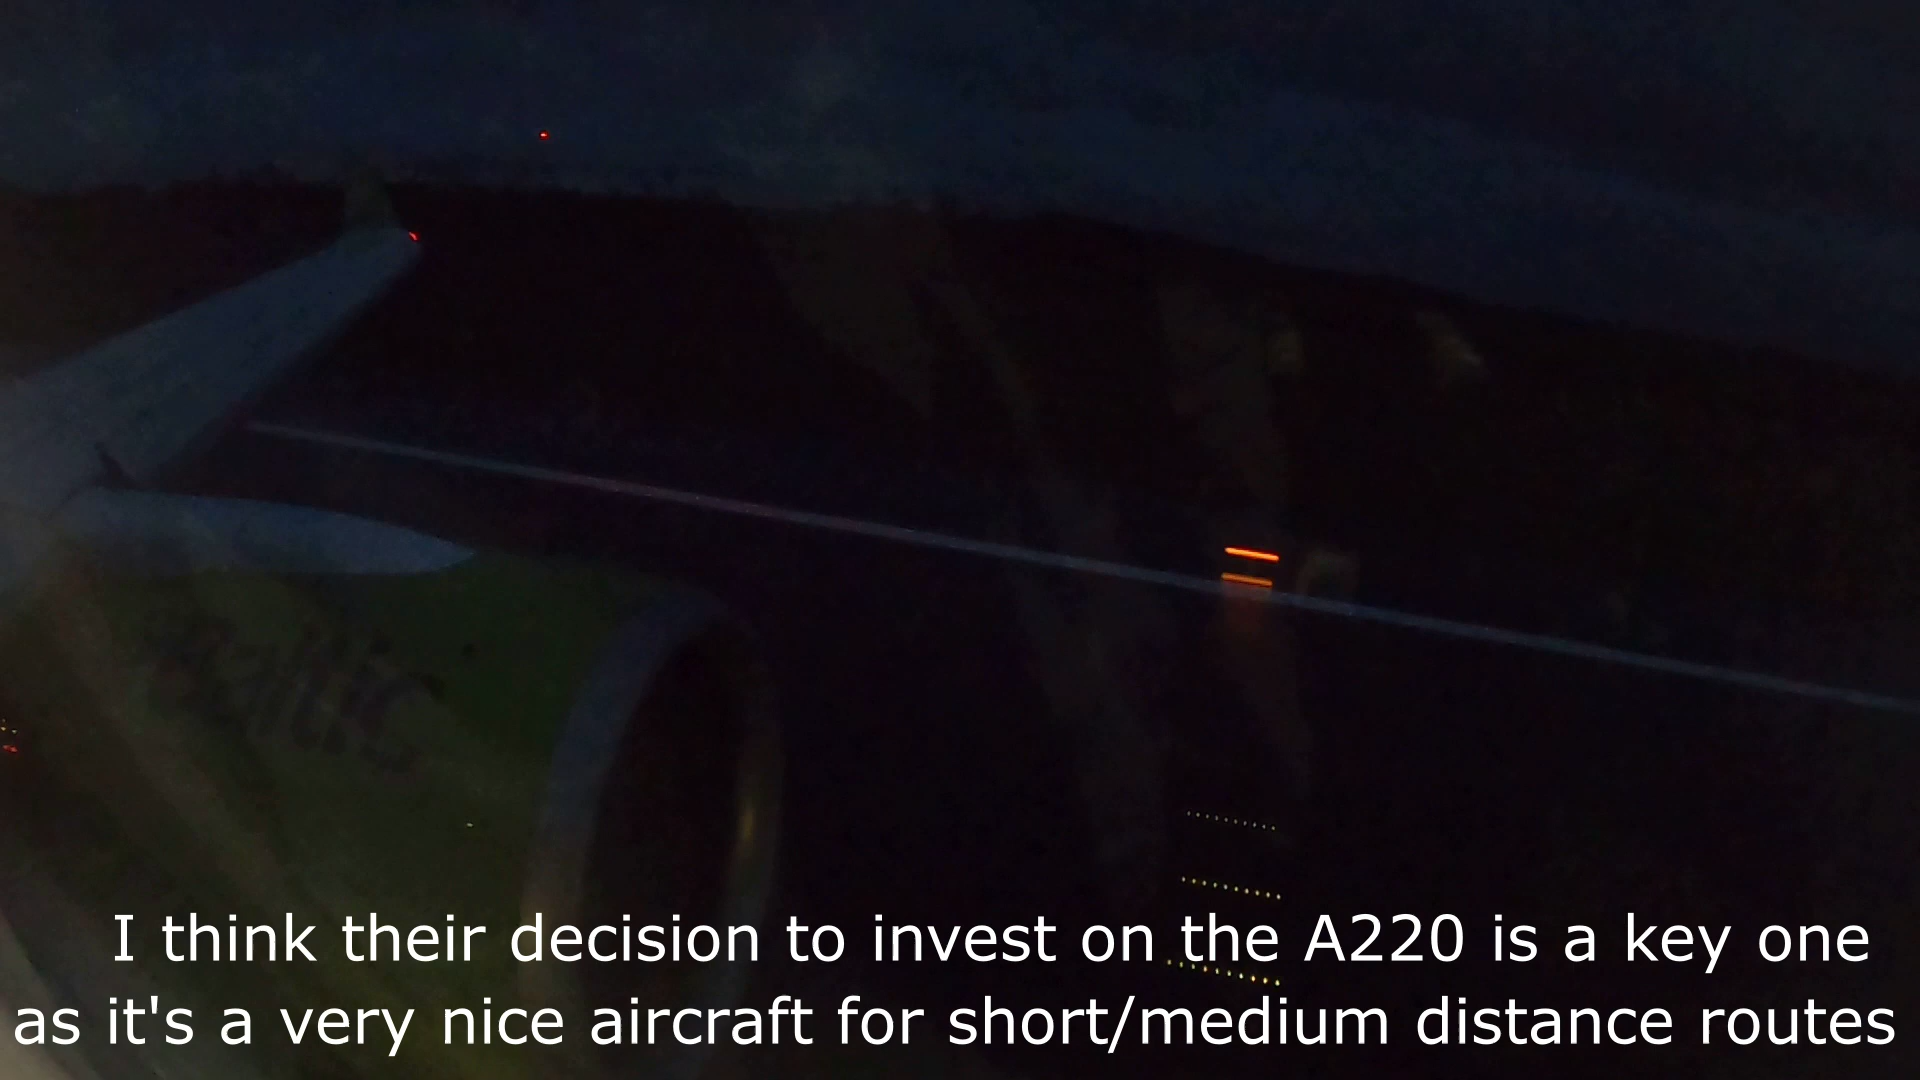 I think their decision to invest on the A220 is a key one
as it's a very nice aircraft for short/medium distance routes